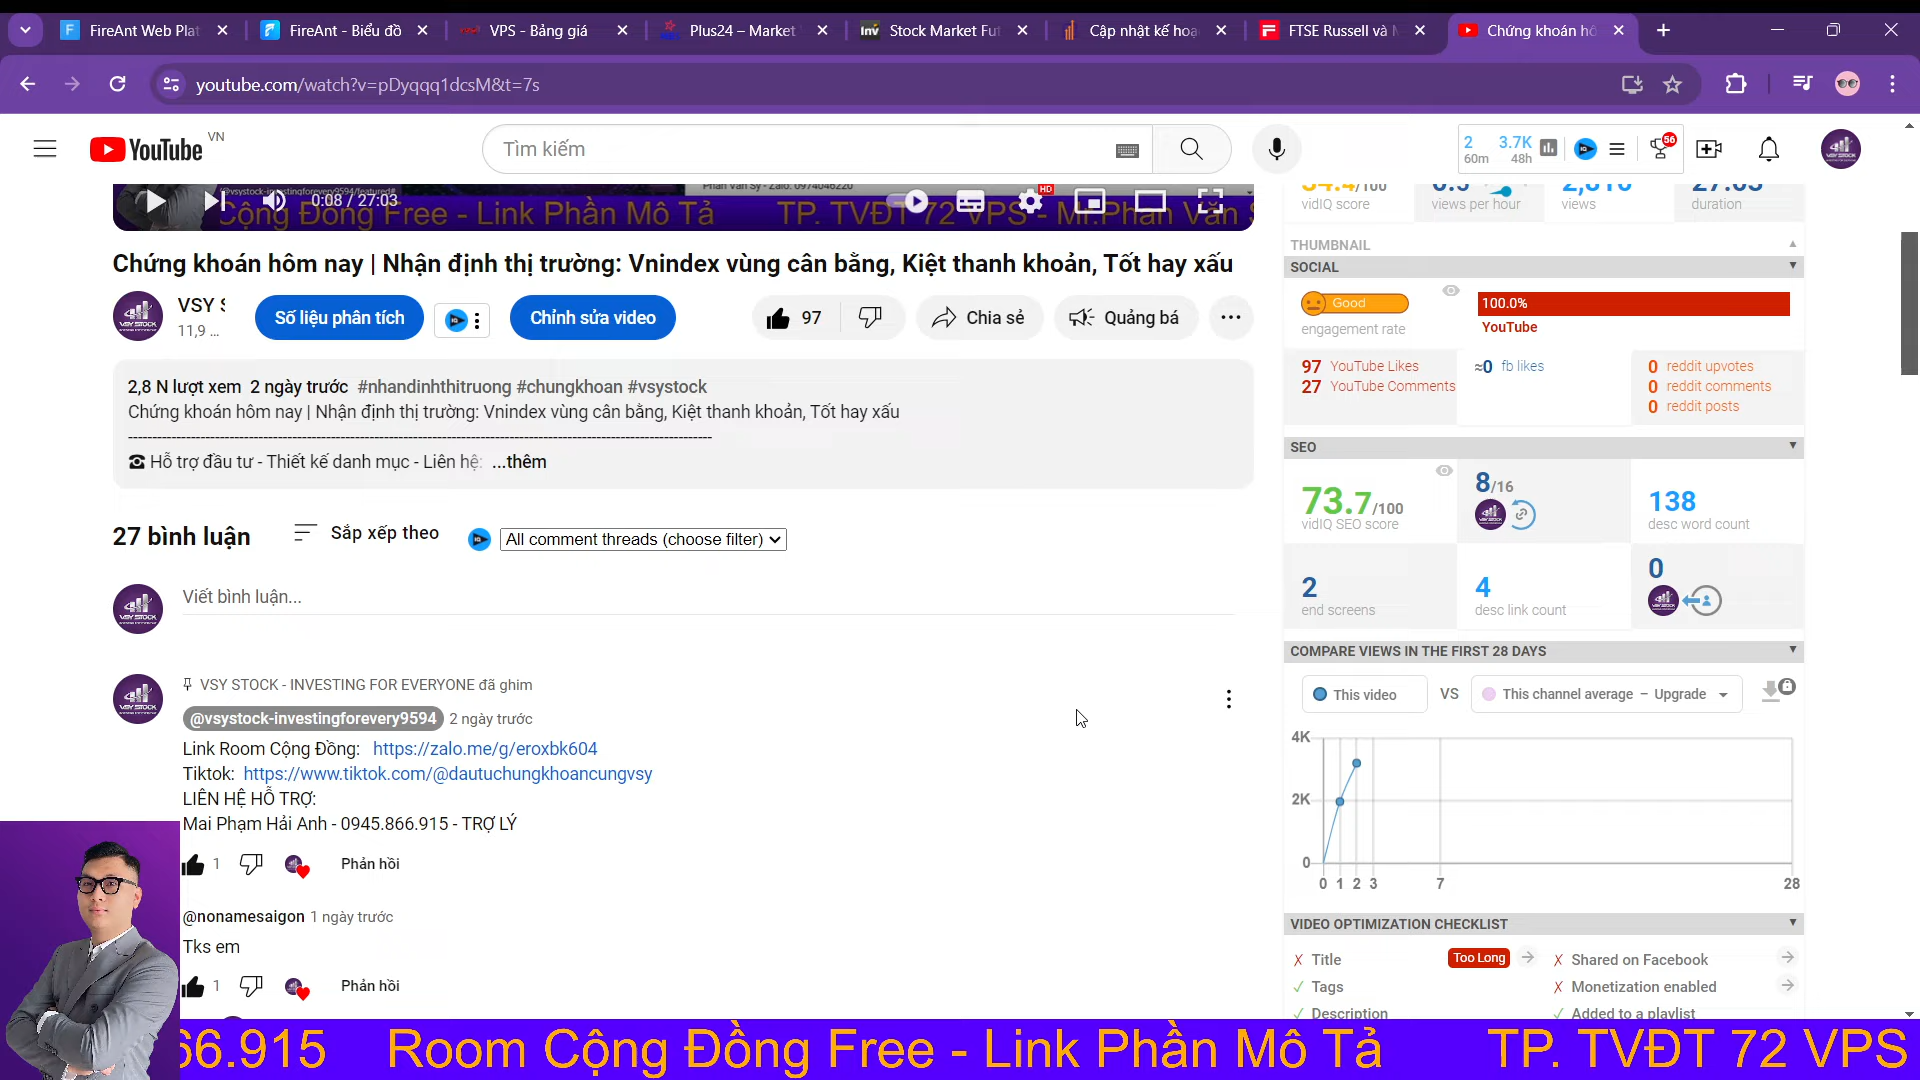 FireAnt Web Plat
FireAnt - Biểu đồ
VPS - Bảng giá
Plus24 – Market
Stock Market Fut
Cập nhật kế hoạ
FTSE Russell và
Chứng khoán hô
youtube.com/watch?v=pDyqqq1dcsM&t=7s
YouTube VN
Tìm kiếm
2 3.7K
60m 48h
56
Phan Văn Sỹ - Zalo: 0974046220
0:08 / 27:03
HD
Cộng Đồng Free - Link Phần Mô Tả TP. TVĐT 72 VPS - Mr.Phan Văn S
Chứng khoán hôm nay | Nhận định thị trường: Vnindex vùng cân bằng, Kiệt thanh khoản, Tốt hay xấu
VSY S
11,9 ...
Số liệu phân tích
Chỉnh sửa video
97
Chia sẻ
Quảng bá
2,8 N lượt xem 2 ngày trước #nhandinhthitruong #chungkhoan #vsystock
Chứng khoán hôm nay | Nhận định thị trường: Vnindex vùng cân bằng, Kiệt thanh khoản, Tốt hay xấu
☎ Hỗ trợ đầu tư - Thiết kế danh mục - Liên hệ: ...thêm
27 bình luận
Sắp xếp theo
All comment threads (choose filter)
Viết bình luận...
VSY STOCK - INVESTING FOR EVERYONE đã ghim
@vsystock-investingforevery9594 2 ngày trước
Link Room Cộng Đồng: https://zalo.me/g/eroxbk604
Tiktok: https://www.tiktok.com/@dautuchungkhoancungvsy
LIÊN HỆ HỖ TRỢ:
Mai Phạm Hải Anh - 0945.866.915 - TRỢ LÝ
1
Phản hồi
@nonamesaigon 1 ngày trước
Tks em
1
Phản hồi
/100
vidIQ score
views per hour
views
27:03
duration
THUMBNAIL
SOCIAL
Good
engagement rate
100.0%
YouTube
97 YouTube Likes
27 YouTube Comments
≈0 fb likes
0 reddit upvotes
0 reddit comments
0 reddit posts
SEO
73.7/100
vidIQ SEO score
8/16
138
desc word count
2
end screens
4
desc link count
0
COMPARE VIEWS IN THE FIRST 28 DAYS
This video
VS
This channel average – Upgrade
4K
2K
0
0 1 2 3 7 28
VIDEO OPTIMIZATION CHECKLIST
Title
Too Long
Shared on Facebook
Tags
Monetization enabled
Description
Added to a playlist
66.915 Room Cộng Đồng Free - Link Phần Mô Tả TP. TVĐT 72 VPS